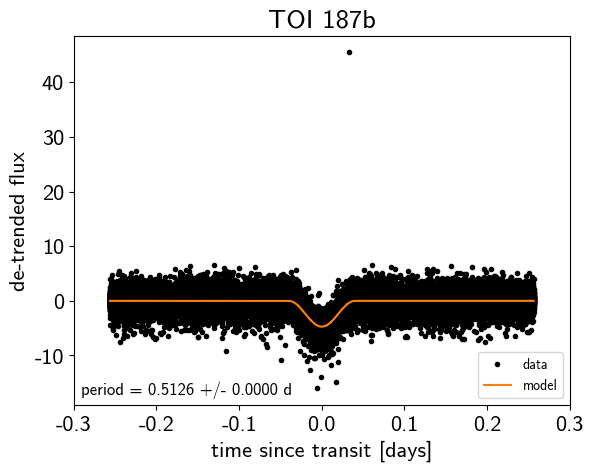 TOI 187b
de-trended flux
40
30
20
10
0
-10
period = 0.5126 +/- 0.0000 d
data
model
-0.3 -0.2 -0.1 0.0 0.1 0.2 0.3
time since transit [days]